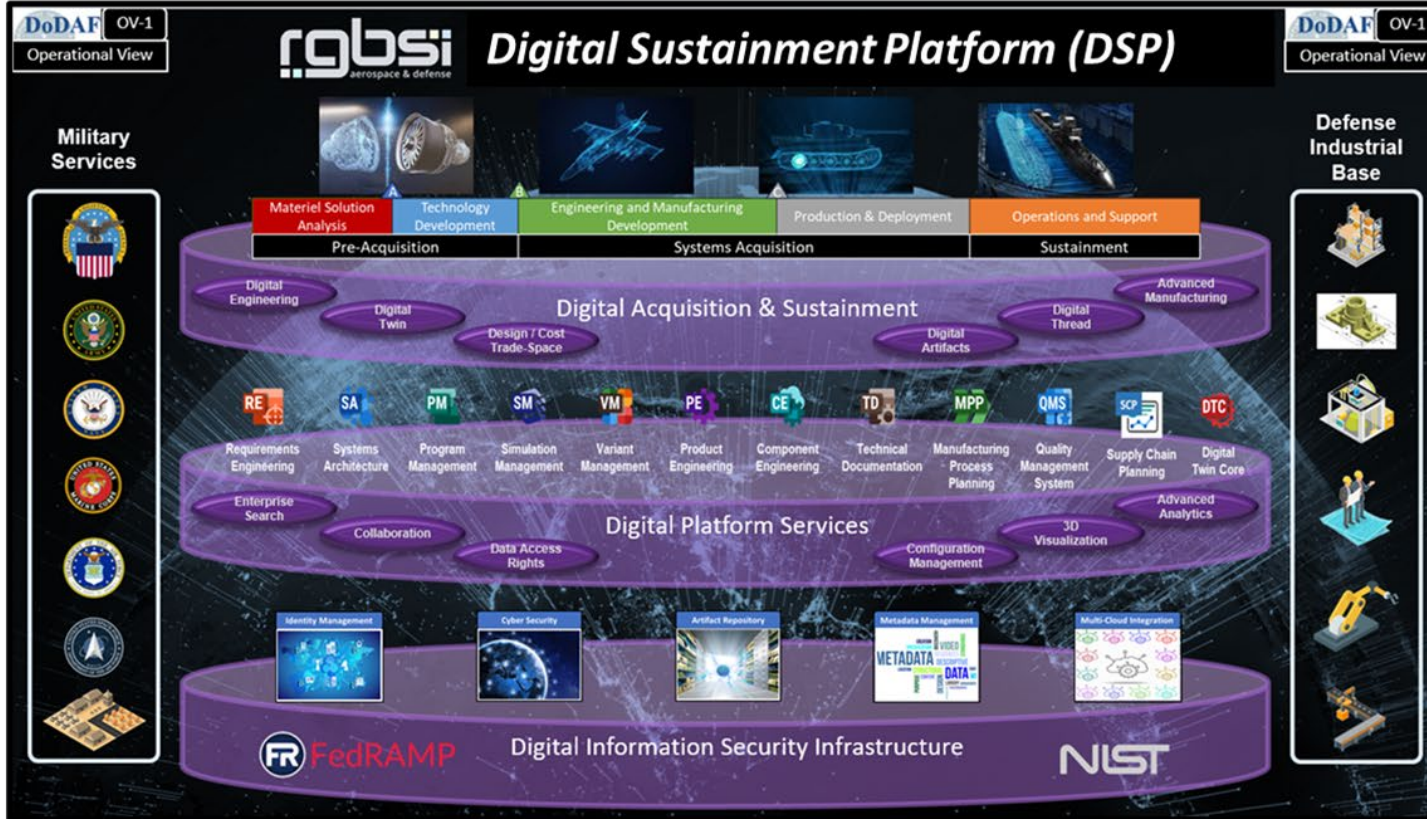 DoDAF
OV-1
Operational View
rgbsi
aerospace & defense
Digital Sustainment Platform (DSP)
DoDAF
OV-1
Operational View
Military
Services
Defense
Industrial
Base
A
B
C
Materiel Solution
Analysis
Technology
Development
Engineering and Manufacturing
Development
Production & Deployment
Operations and Support
Pre-Acquisition
Systems Acquisition
Sustainment
Digital
Engineering
Digital
Twin
Design / Cost
Trade-Space
Digital Acquisition & Sustainment
Digital
Artifacts
Digital
Thread
Advanced
Manufacturing
RE
SA
PM
SM
VM
PE
CE
TD
MPP
QMS
SCP
DTC
Requirements
Engineering
Systems
Architecture
Program
Management
Simulation
Management
Variant
Management
Product
Engineering
Component
Engineering
Technical
Documentation
Manufacturing
Process
Planning
Quality
Management
System
Supply Chain
Planning
Digital
Twin Core
Enterprise
Search
Collaboration
Data Access
Rights
Digital Platform Services
Configuration
Management
3D
Visualization
Advanced
Analytics
Identity Management
Cyber Security
Artifact Repository
Metadata Management
Multi-Cloud Integration
VIDEO
METADATA
DESCRIPTIVE
DATA
FR FedRAMP
Digital Information Security Infrastructure
NIST